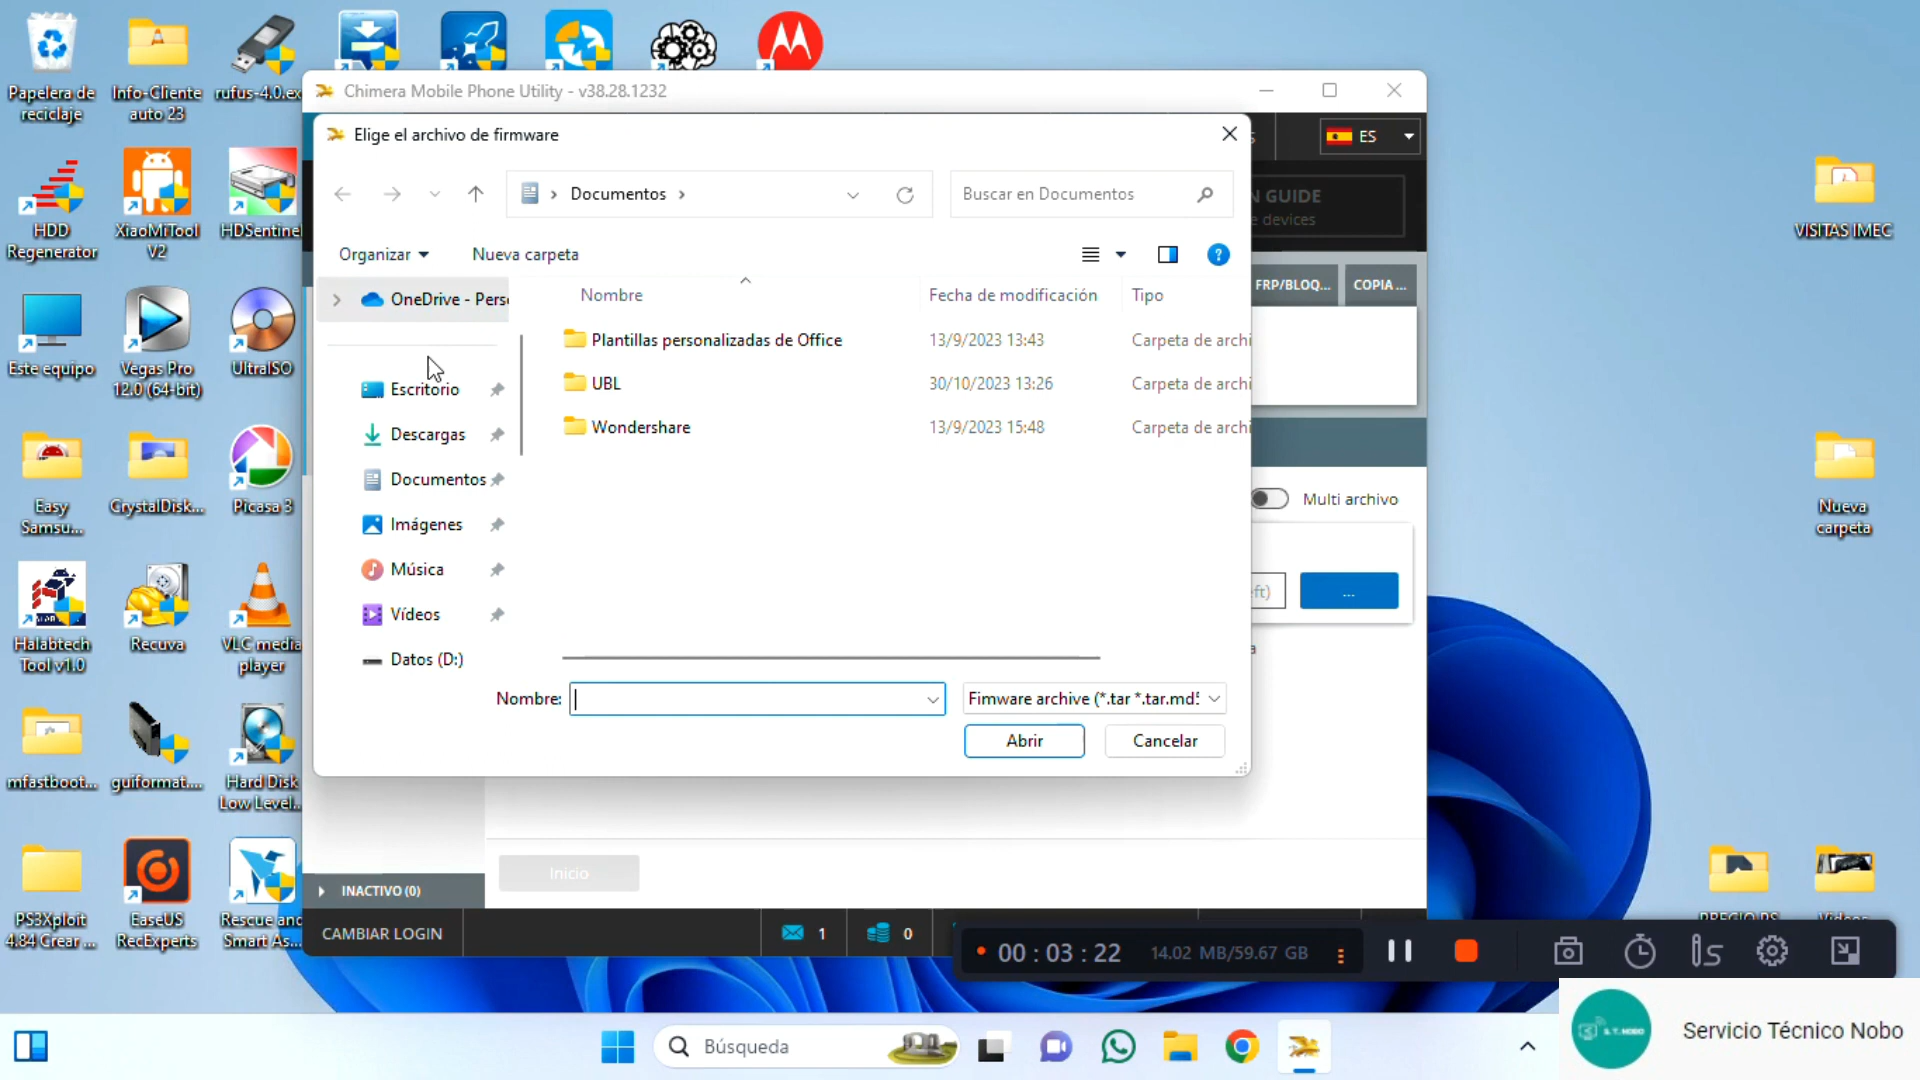 Papelera de
reciclaje
Info-Cliente
auto 23
rufus-4.0.ex
HDD
Regenerator
XiaoMiTool
V2
HDSentinel
Este equipo
Vegas Pro
12.0 (64-bit)
UltraISO
Easy
Samsu...
CrystalDisk...
Picasa 3
Halabtech
Tool v1.0
Recuva
VLC media
player
mfastboot...
guiformat....
Hard Disk
Low Level...
PS3Xploit
4.84 Crear ...
EaseUS
RecExperts
Rescue and
Smart As...
Chimera Mobile Phone Utility - v38.28.1232
ES
N GUIDE
e devices
FRP/BLOQ...
COPIA ...
Multi archivo
ft)
...
Elige el archivo de firmware
Documentos
Buscar en Documentos
Organizar
Nueva carpeta
?
OneDrive - Pers
Escritorio
Descargas
Documentos
Imágenes
Música
Vídeos
Datos (D:)
Nombre
Fecha de modificación
Tipo
Plantillas personalizadas de Office
13/9/2023 13:43
Carpeta de archi
UBL
30/10/2023 13:26
Carpeta de archi
Wondershare
13/9/2023 15:48
Carpeta de archi
Nombre:
Fimware archive (*.tar *.tar.md5
Abrir
Cancelar
Inicio
INACTIVO (0)
CAMBIAR LOGIN
1
0
VISITAS IMEC
Nueva
carpeta
00 : 03 : 22
14.02 MB/59.67 GB
Búsqueda
S. T. NOBO
Servicio Técnico Nobo